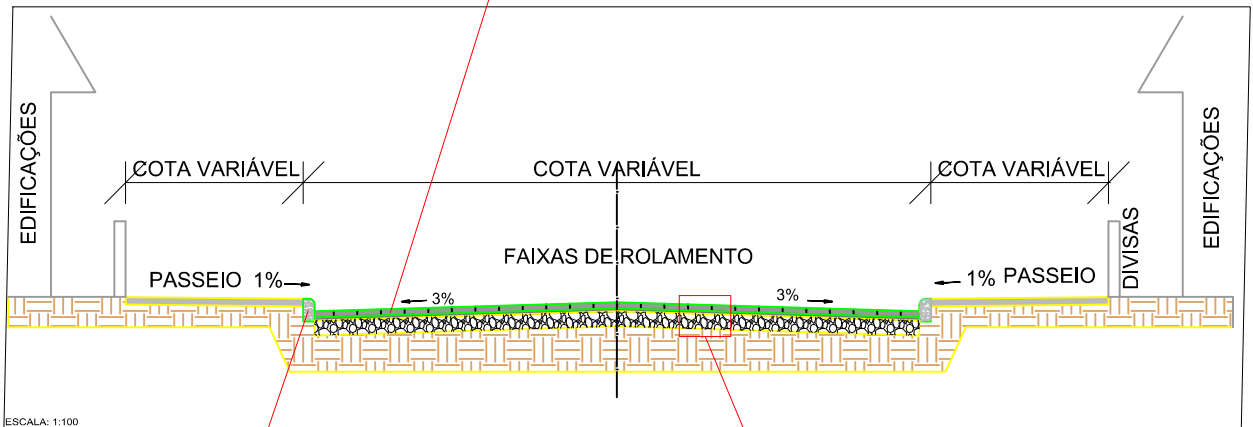 EDIFICAÇÕES
COTA VARIÁVEL
COTA VARIÁVEL
COTA VARIÁVEL
EDIFICAÇÕES
DIVISAS
FAIXAS DE ROLAMENTO
PASSEIO 1%
3%
3%
1% PASSEIO
ESCALA: 1:100